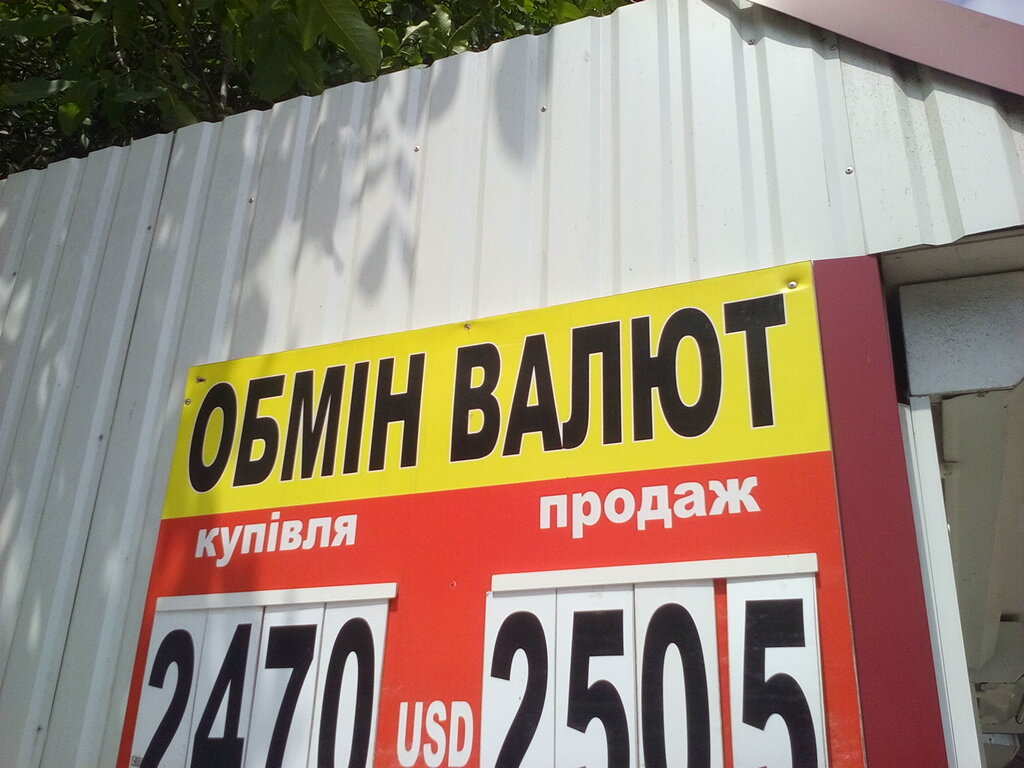 ОБМІН ВАЛЮТ
купівля продаж
2470 USD 2505